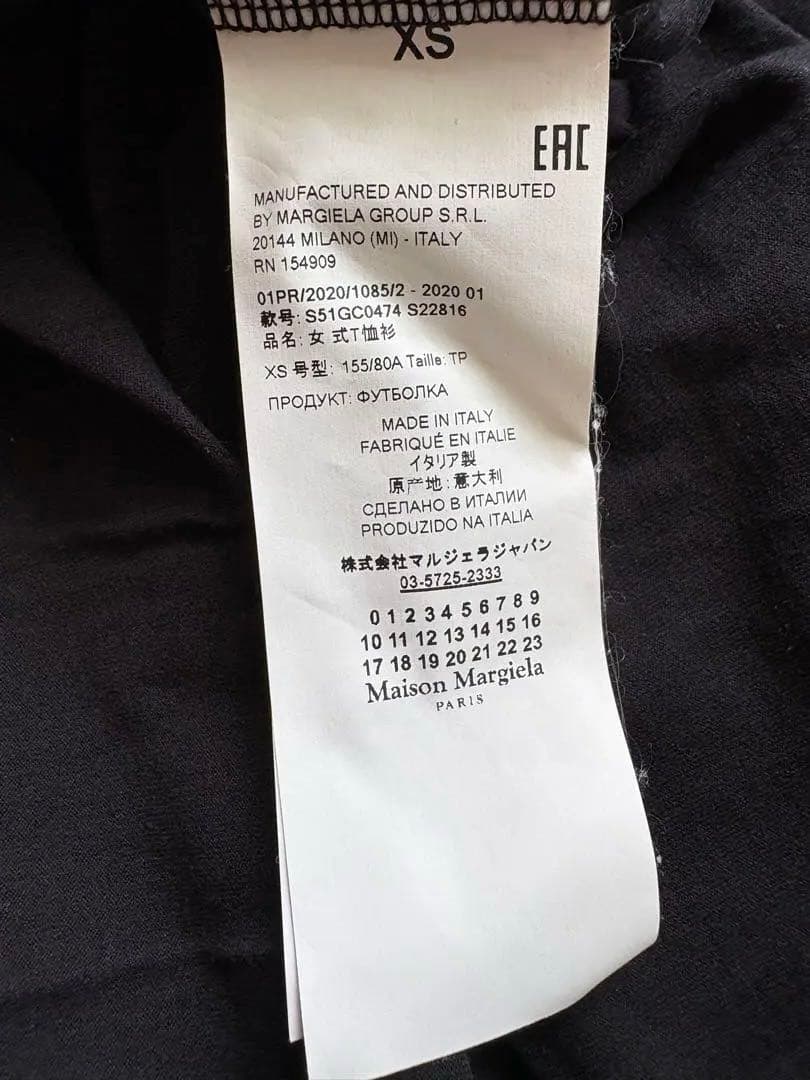 XS
EAC
MANUFACTURED AND DISTRIBUTED
BY MARGIELA GROUP S.R.L.
20144 MILANO (MI) - ITALY
RN 154909
01PR/2020/1085/2 - 2020 01
款号: S51GC0474 S22816
品名: 女 式T恤衫
XS 号型: 155/80A Taille: TP
ПРОДУКТ: ФУТБОЛКА
MADE IN ITALY
FABRIQUÉ EN ITALIE
イタリア製
原产地: 意大利
СДЕЛАНО В ИТАЛИИ
PRODUZIDO NA ITALIA
株式会社マルジェラジャパン
03-5725-2333
0 1 2 3 4 5 6 7 8 9
10 11 12 13 14 15 16
17 18 19 20 21 22 23
Maison Margiela
PARIS